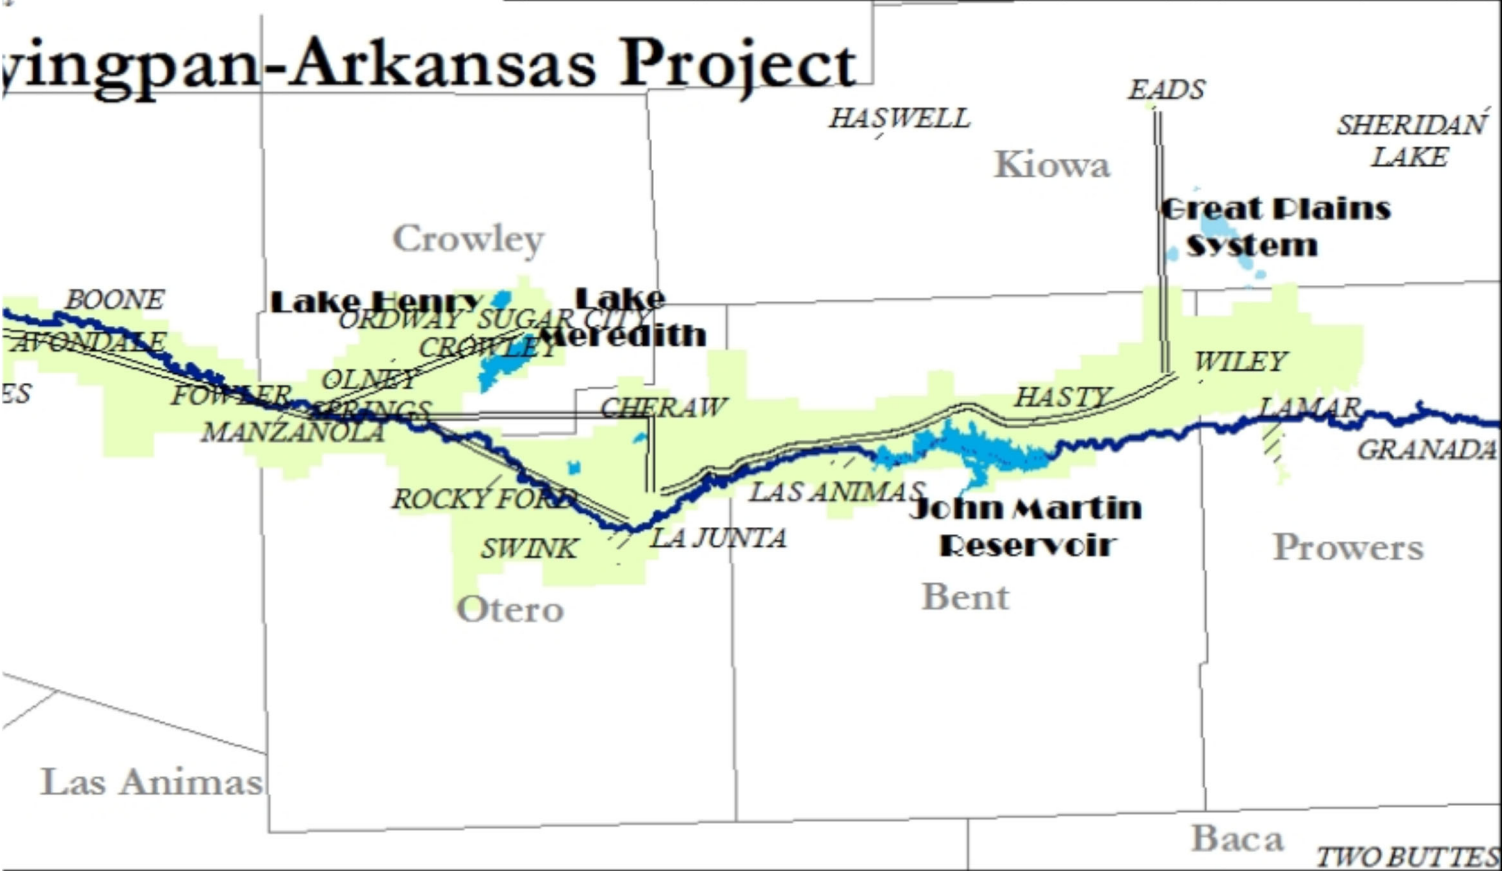 yingpan-Arkansas Project
EADS
HASWELL
SHERIDAN
LAKE
Kiowa
Great Plains
System
Crowley
BOONE
Lake Henry
Lake
Meredith
ORDWAY SUGAR CITY
AVONDALE
CROWLEY
WILEY
OLNEY
SPRINGS
ES
FOWLER
HASTY
CHERAW
LAMAR
MANZANOLA
GRANADA
ROCKY FORD
LAS ANIMAS
John Martin
Reservoir
SWINK
LA JUNTA
Prowers
Bent
Otero
Las Animas
Baca
TWO BUTTES